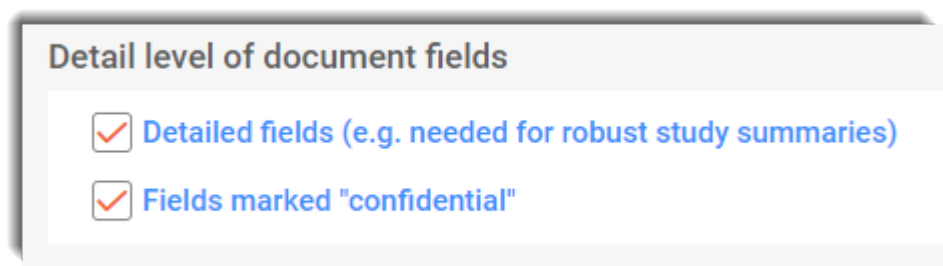 Detail level of document fields
Detailed fields (e.g. needed for robust study summaries)
Fields marked "confidential"